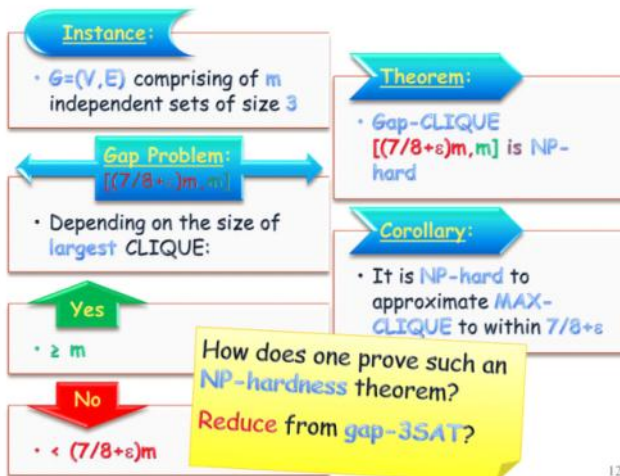 Instance:
• G=(V,E) comprising of m
independent sets of size 3
Gap Problem:
[(7/8+ε)m,m]
• Depending on the size of
largest CLIQUE:
Yes
• ≥ m
No
• < (7/8+ε)m
Theorem:
• Gap-CLIQUE
[(7/8+ε)m,m] is NP-
hard
Corollary:
• It is NP-hard to
approximate MAX-
CLIQUE to within 7/8+ε
How does one prove such an
NP-hardness theorem?
Reduce from gap-3SAT?
12